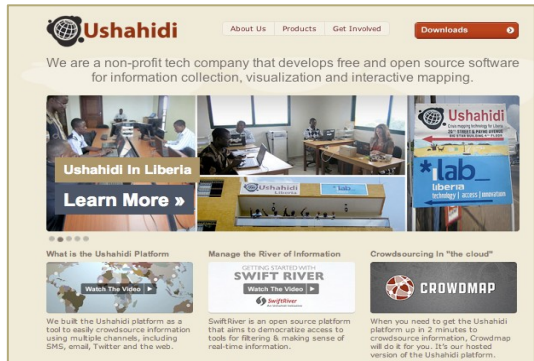 Ushahidi
About Us
Products
Get Involved
Downloads
We are a non-profit tech company that develops free and open source software
for information collection, visualization and interactive mapping.
Ushahidi In Liberia
Learn More »
Ushahidi
ilab
Ushahidi
*ilab_
liberia
technology | access | innovation
What is the Ushahidi Platform
Watch The Video
We built the Ushahidi platform as a
tool to easily crowdsource information
using multiple channels, including
SMS, email, Twitter and the web.
Manage the River of Information
GETTING STARTED WITH
SWIFT RIVER
Watch The Video
SwiftRiver
SwiftRiver is an open source platform
that aims to democratize access to
tools for filtering & making sense of
real-time information.
Crowdsourcing In "the cloud"
CROWDMAP
When you need to get the Ushahidi
platform up in 2 minutes to
crowdsource information, Crowdmap
will do it for you. It's our hosted
version of the Ushahidi platform.